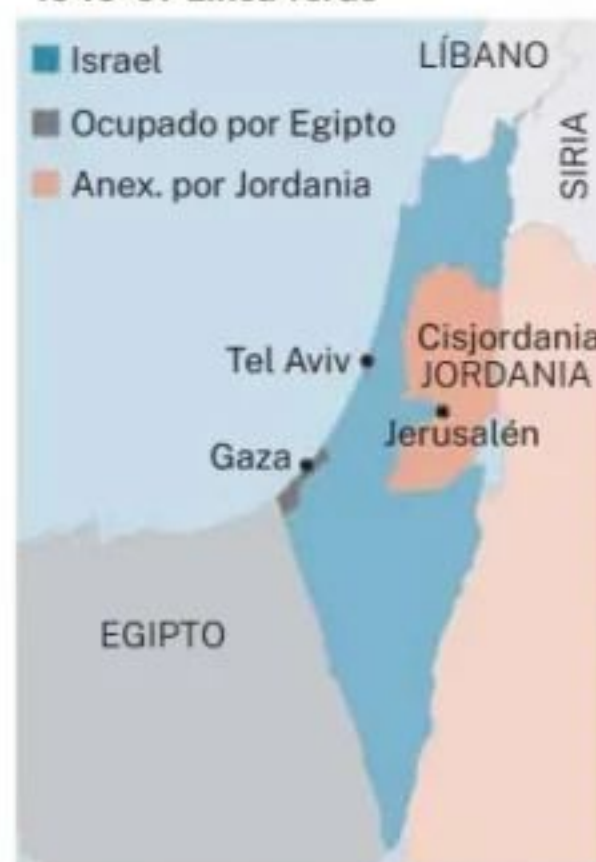 Israel
Ocupado por Egipto
Anex. por Jordania
LÍBANO
SIRIA
Cisjordania
Tel Aviv
JORDANIA
Jerusalén
Gaza
EGIPTO